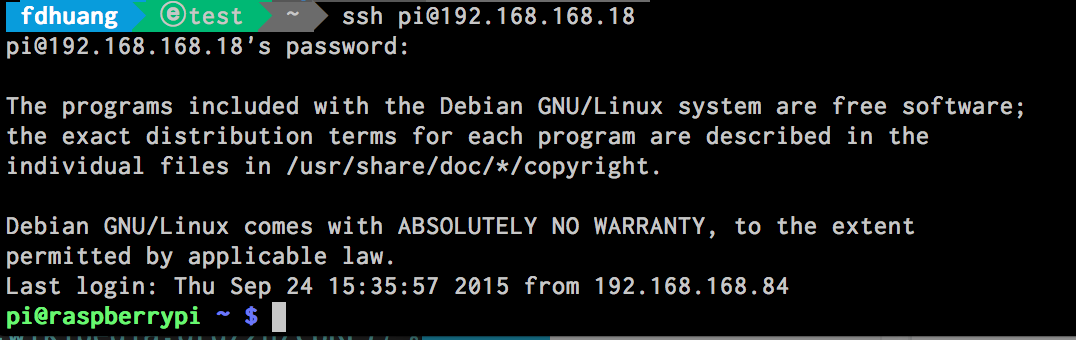 fdhuang ⓔtest ~ ssh pi@192.168.168.18
pi@192.168.168.18's password:
The programs included with the Debian GNU/Linux system are free software;
the exact distribution terms for each program are described in the
individual files in /usr/share/doc/*/copyright.
Debian GNU/Linux comes with ABSOLUTELY NO WARRANTY, to the extent
permitted by applicable law.
Last login: Thu Sep 24 15:35:57 2015 from 192.168.168.84
pi@raspberrypi ~ $